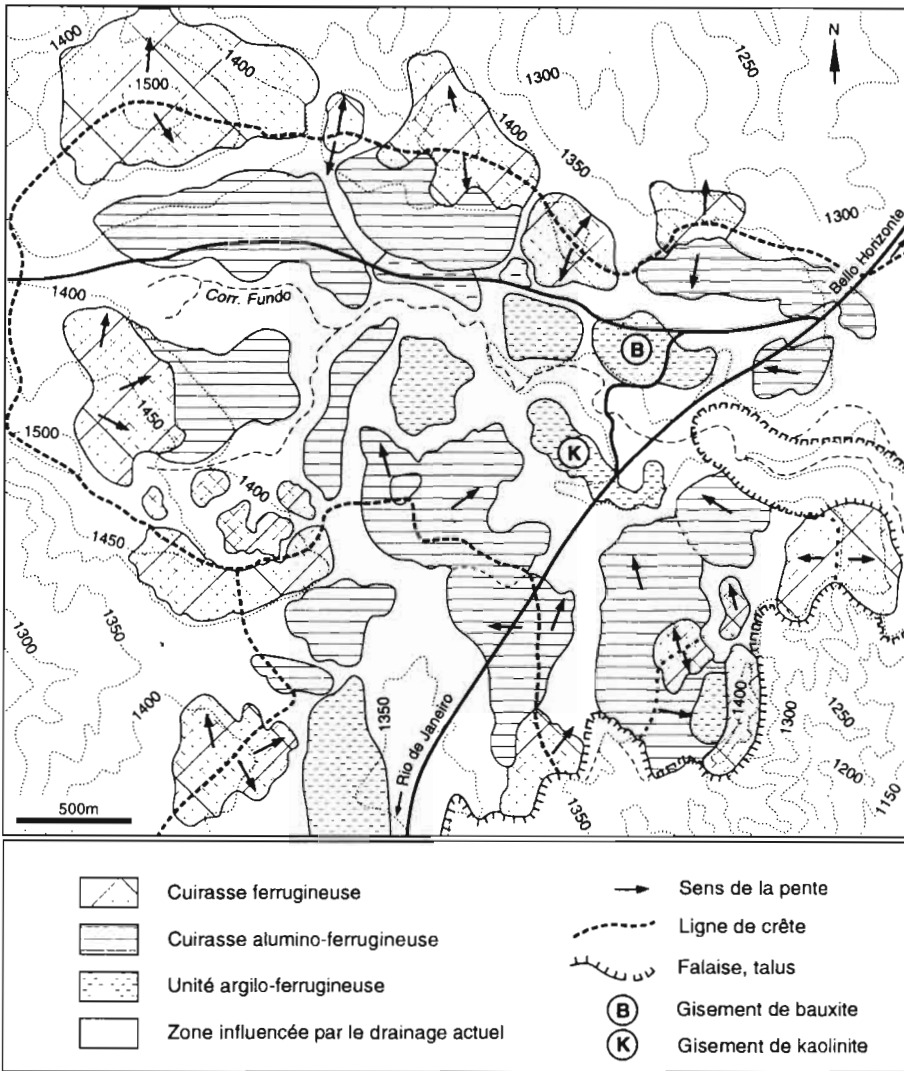 1400
1400
1500
N
1300
1250
1400
1350
1300
Bello Horizonte
1400
Corr. Fundo
B
1450
1500
K
1400
1450
1350
1300
1400
1350
Rio de Janeiro
1400
1300
1250
1200
1150
1350
500m
Cuirasse ferrugineuse
Cuirasse alumino-ferrugineuse
Unité argilo-ferrugineuse
Zone influencée par le drainage actuel
Sens de la pente
Ligne de crête
Falaise, talus
B Gisement de bauxite
K Gisement de kaolinite